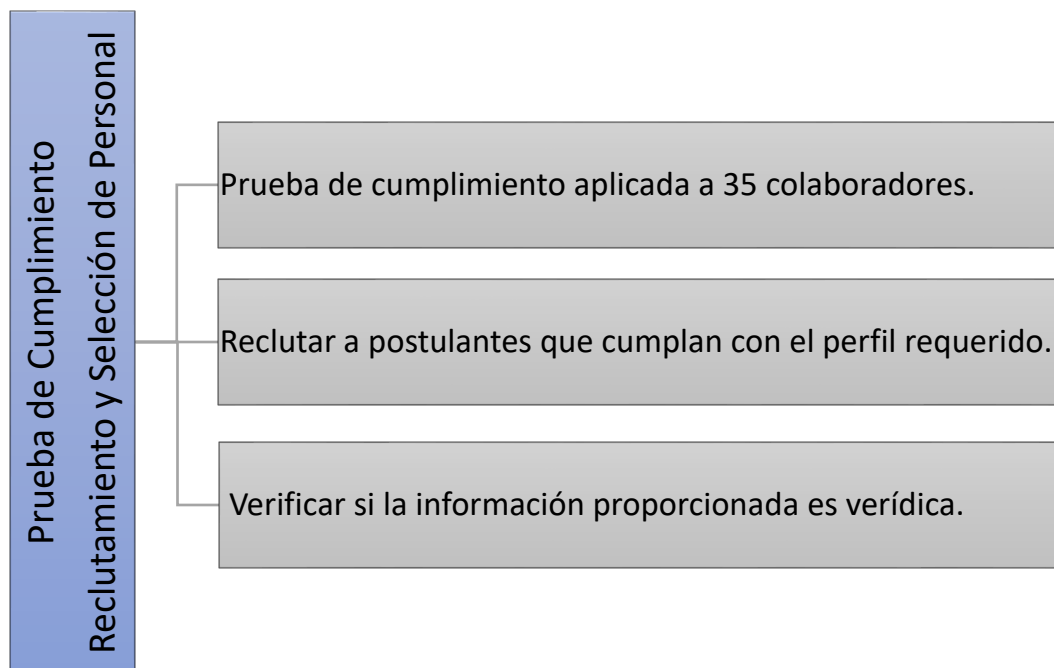 Prueba de Cumplimiento
Reclutamiento y Selección de Personal
Prueba de cumplimiento aplicada a 35 colaboradores.
Reclutar a postulantes que cumplan con el perfil requerido.
Verificar si la información proporcionada es verídica.